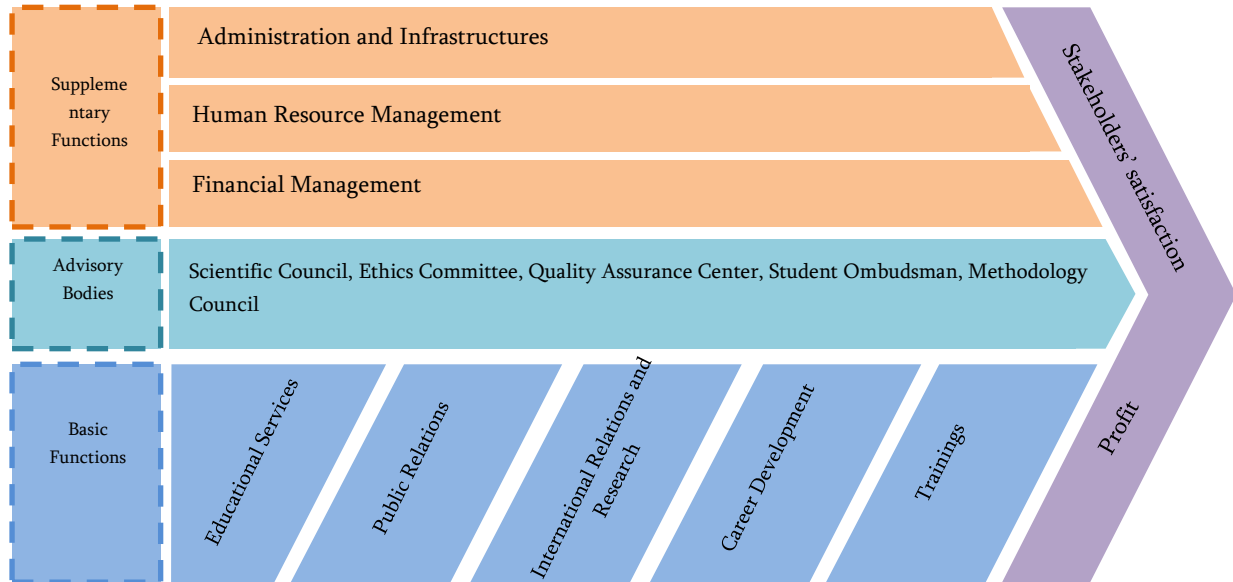 Administration and Infrastructures
Suppleme
ntary
Functions
Human Resource Management
Financial Management
Stakeholders’ satisfaction
Advisory
Bodies
Scientific Council, Ethics Committee, Quality Assurance Center, Student Ombudsman, Methodology
Council
Basic
Functions
Educational Services
Public Relations
International Relations and
Research
Career Development
Trainings
Profit